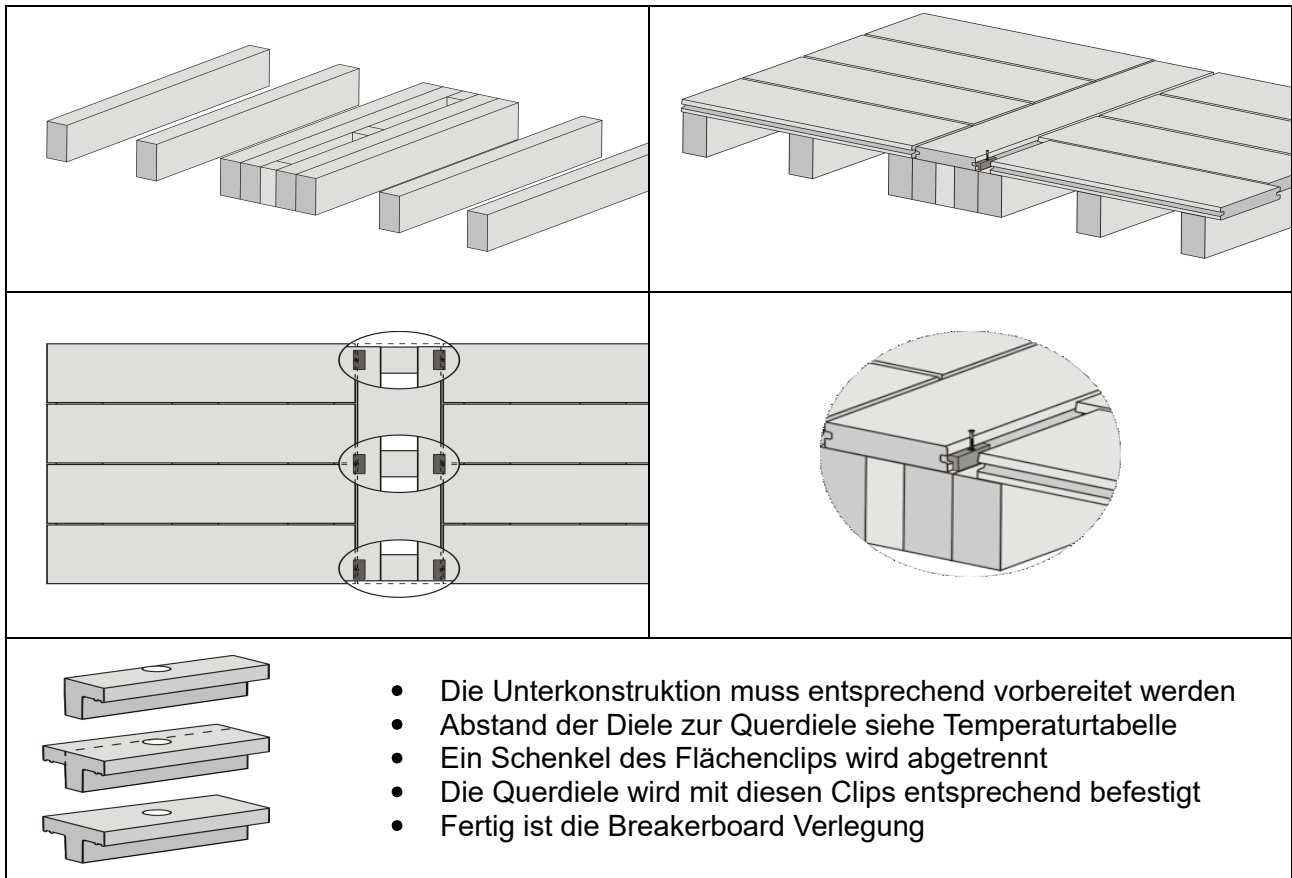 • Die Unterkonstruktion muss entsprechend vorbereitet werden
• Abstand der Diele zur Querdiele siehe Temperaturtabelle
• Ein Schenkel des Flächenclips wird abgetrennt
• Die Querdiele wird mit diesen Clips entsprechend befestigt
• Fertig ist die Breakerboard Verlegung